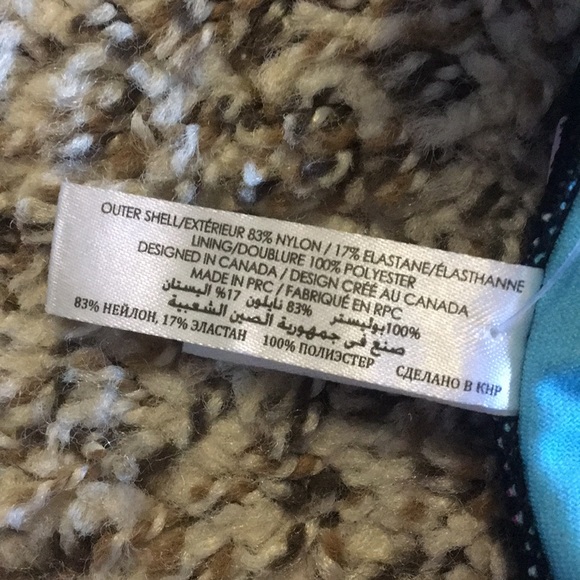 OUTER SHELL/EXTÉRIEUR 83% NYLON / 17% ELASTANE/ÉLASTHANNE
LINING/DOUBLURE 100% POLYESTER
DESIGNED IN CANADA / DESIGN CRÉÉ AU CANADA
MADE IN PRC / FABRIQUÉ EN RPC
83% نايلون 17% اليستان
100% بوليستر
صنع في جمهورية الصين الشعبية
83% НЕЙЛОН, 17% ЭЛАСТАН 100% ПОЛИЭСТЕР СДЕЛАНО В КНР